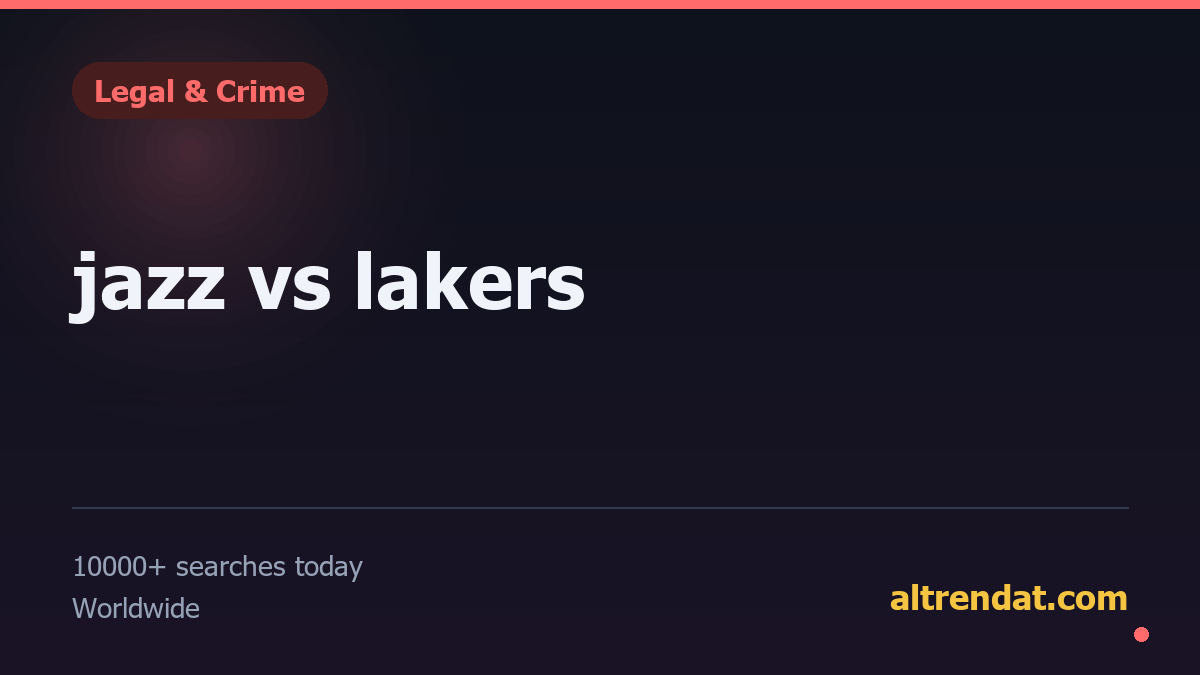 Legal & Crime
jazz vs lakers
10000+ searches today
Worldwide
altrendat.com